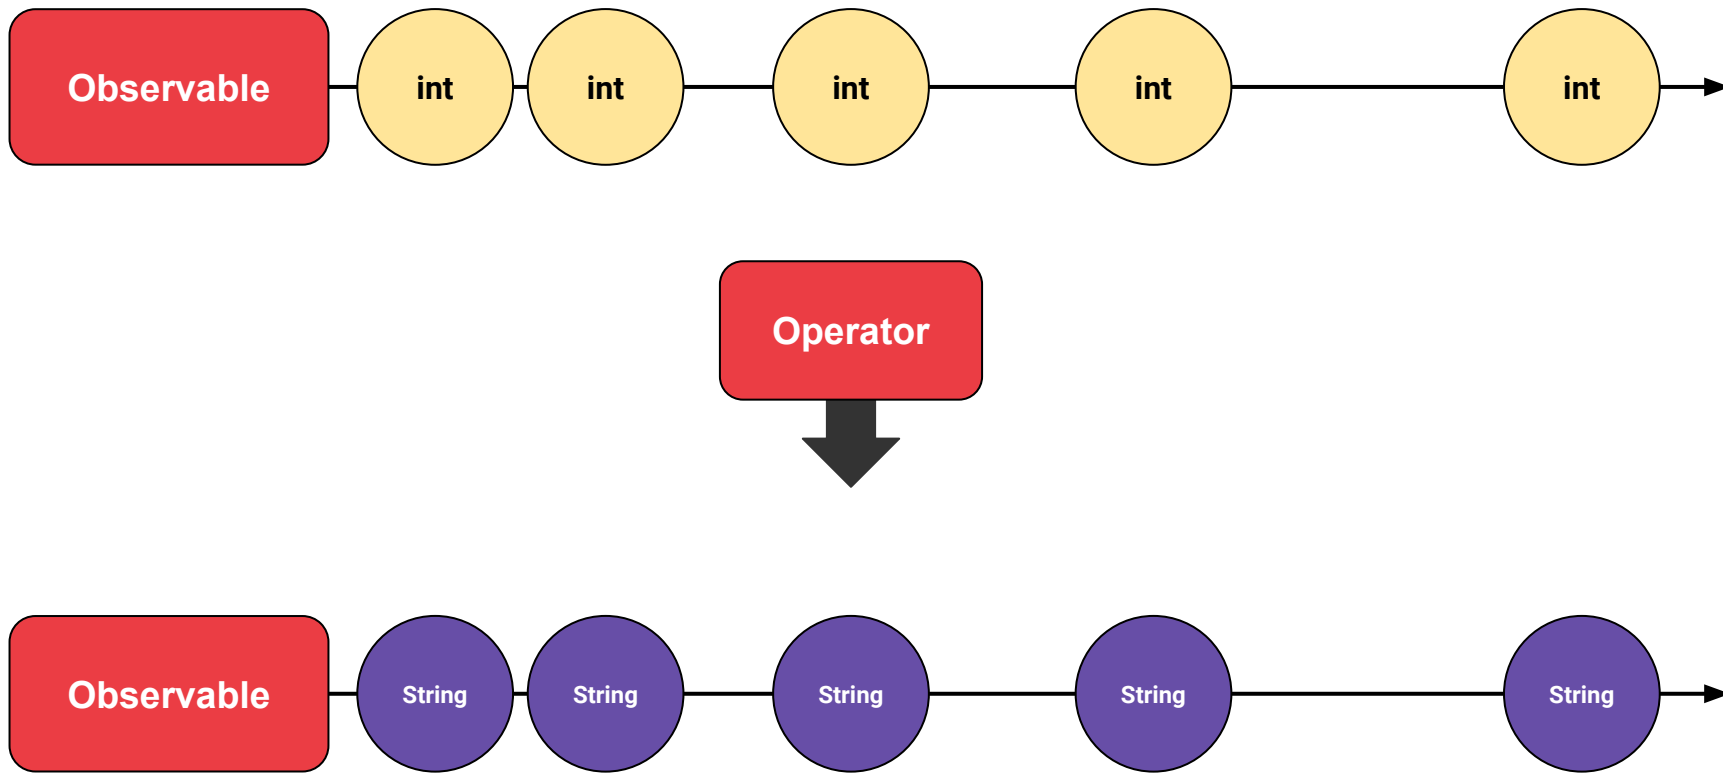 Observable int int int int int
Operator
Observable String String String String String